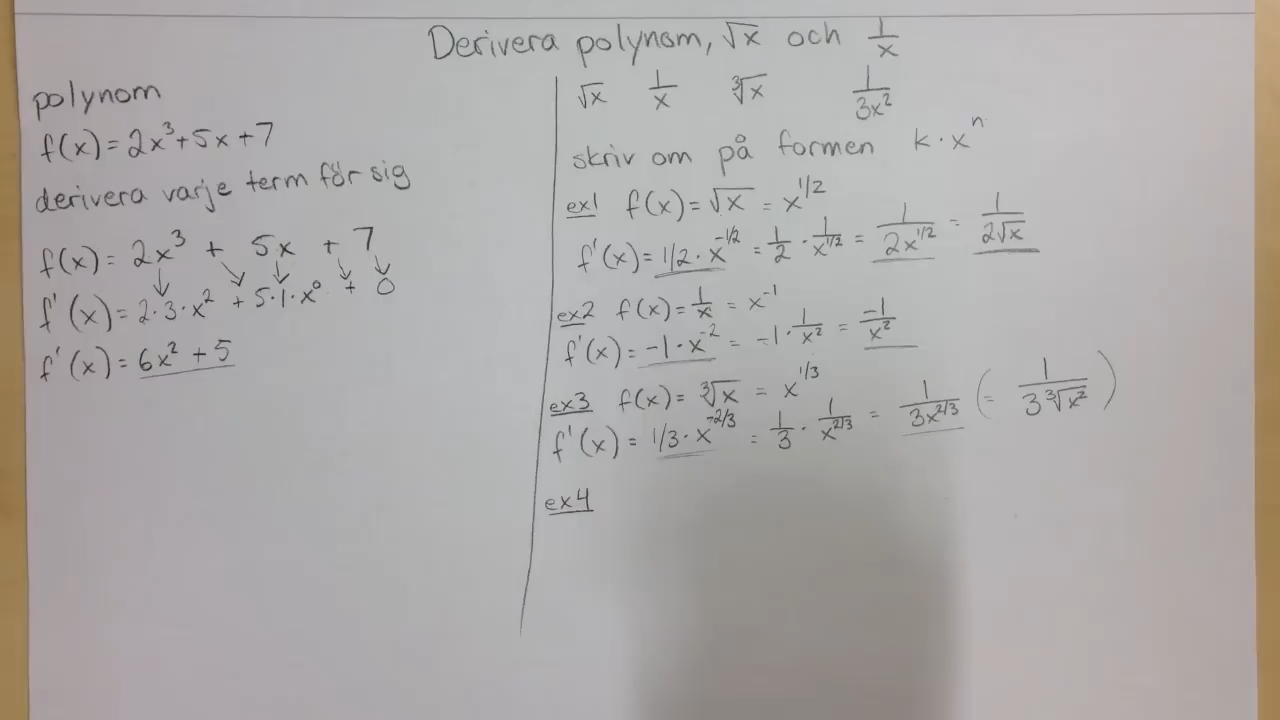 Derivera polynom, √x och 1/x
polynom
f(x) = 2x³+5x+7
derivera varje term för sig
f(x) = 2x³ + 5x + 7
f'(x) = 2·3·x² + 5·1·x⁰ + 0
f'(x) = 6x² + 5
√x 1/x ∛x 1/(3x²)
skriv om på formen k·xⁿ
ex1 f(x) = √x = x^(1/2)
f'(x) = 1/2·x^(-1/2) = 1/2 · 1/x^(1/2) = 1/(2x^(1/2)) = 1/(2√x)
ex2 f(x) = 1/x = x^(-1)
f'(x) = -1·x^(-2) = -1·1/x² = -1/x²
ex3 f(x) = ∛x = x^(1/3)
f'(x) = 1/3·x^(-2/3) = 1/3 · 1/x^(2/3) = 1/(3x^(2/3)) (= 1/(3∛x²))
ex4